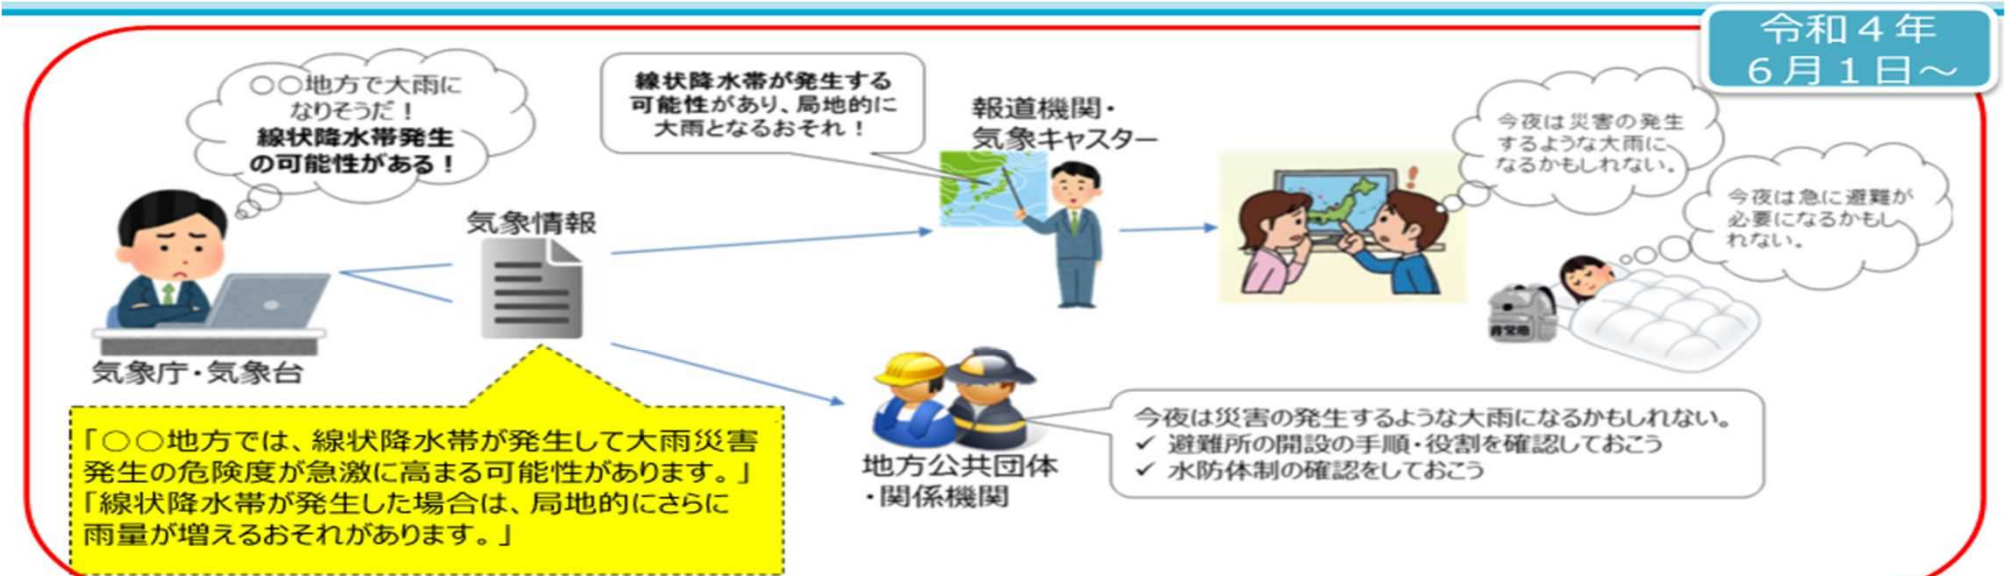 令和４年
６月１日～
○○地方で大雨に
なりそうだ！
線状降水帯発生
の可能性がある！
線状降水帯が発生する
可能性があり、局地的に
大雨となるおそれ！
報道機関・
気象キャスター
今夜は災害の発生
するような大雨に
なるかもしれない。
今夜は急に避難が
必要になるかもし
れない。
気象情報
非常用
気象庁・気象台
「○○地方では、線状降水帯が発生して大雨災害
発生の危険度が急激に高まる可能性があります。」
「線状降水帯が発生した場合は、局地的にさらに
雨量が増えるおそれがあります。」
地方公共団体
・関係機関
今夜は災害の発生するような大雨になるかもしれない。
✓ 避難所の開設の手順・役割を確認しておこう
✓ 水防体制の確認をしておこう